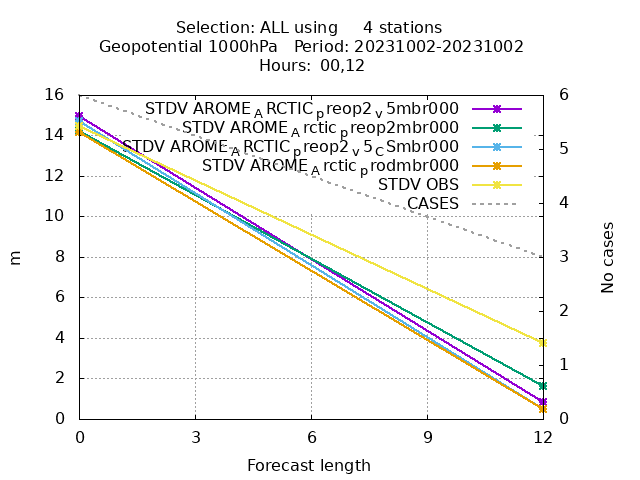 Selection: ALL using     4 stations
Geopotential 1000hPa   Period: 20231002-20231002
Hours: 00,12
16 6
STDV AROME_ARCTIC_preop2_v5mbr000
STDV AROME_Arctic_preop2mbr000
14
STDV AROME_ARCTIC_preop2_v5_CSmbr000
5
STDV AROME_Arctic_prodmbr000
12
STDV OBS
CASES
4
10
m
8 3
No cases
6
2
4
1
2
0 0
0 3 6 9 12
Forecast length